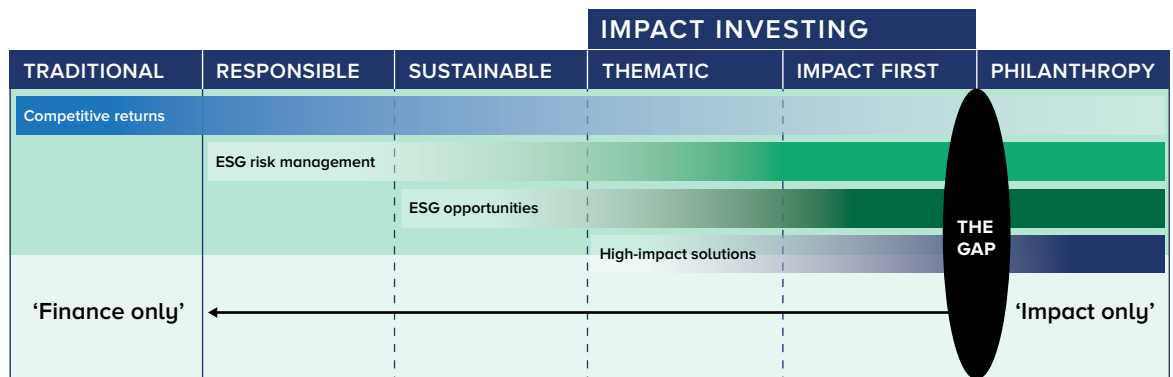 IMPACT INVESTING
TRADITIONAL
RESPONSIBLE
SUSTAINABLE
THEMATIC
IMPACT FIRST
PHILANTHROPY
Competitive returns
ESG risk management
ESG opportunities
High-impact solutions
THE
GAP
‘Finance only’
‘Impact only’